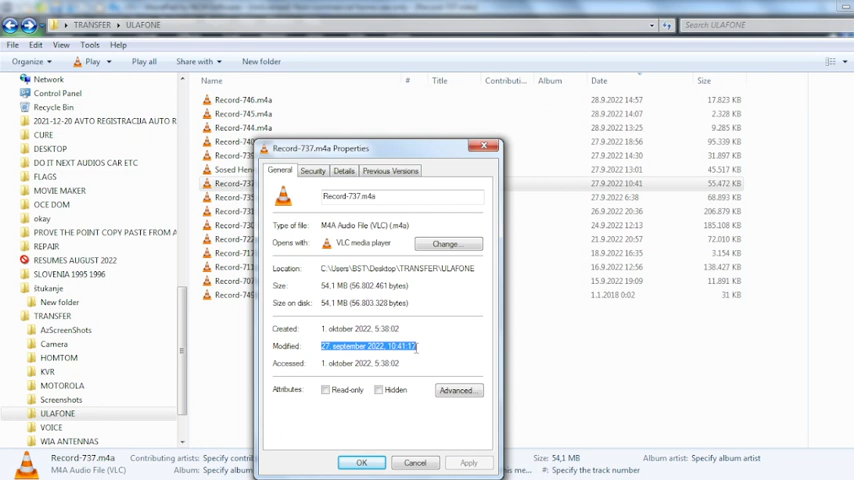 TRANSFER ULAFONE Search ULAFONE
File Edit View Tools Help
Organize Play Play all Share with New folder
Network
Control Panel
Recycle Bin
2021-12-20 AVTO REGISTRACIJA AUTO R
CURE
DESKTOP
DO IT NEXT AUDIOS CAR ETC
FLAGS
MOVIE MAKER
OCE DOM
okay
PROVE THE POINT COPY PASTE THAT A
REPAIR
RESUMES AUGUST 2022
SLOVENIA 1995 1996
štukanje
New folder
TRANSFER
AzScreenShots
Camera
HOMTOM
KVR
MOTOROLA
Screenshots
ULAFONE
VOICE
WIA ANTENNAS
Name # Title Contributi... Album Date Size
Record-746.m4a 28.9.2022 14:57 17.823 KB
Record-745.m4a 28.9.2022 14:07 2.328 KB
Record-744.m4a 28.9.2022 13:25 9.285 KB
27.9.2022 18:36 95.582 KB
27.9.2022 14:30 31.897 KB
Sosed Hen 27.9.2022 13:01 45.517 KB
27.9.2022 10:41 55.472 KB
27.9.2022 6:38 68.893 KB
26.9.2022 20:36 206.879 KB
24.9.2022 12:13 185.108 KB
21.9.2022 20:57 72.010 KB
18.9.2022 16:35 3.154 KB
16.9.2022 12:56 138.427 KB
15.9.2022 19:09 11.891 KB
1.1.2018 0:02 31 KB
Record-737.m4a Properties
General Security Details Previous Versions
Record-737.m4a
Type of file: M4A Audio File (VLC) (.m4a)
Opens with: VLC media player Change...
Location: C:\Users\BST\Desktop\TRANSFER\ULAFONE
Size: 54,1 MB (56.802.461 bytes)
Size on disk: 54,1 MB (56.803.328 bytes)
Created: 1. oktober 2022, 5:38:02
Modified: 27. september 2022, 10:41:12
Accessed: 1. oktober 2022, 5:38:02
Attributes: Read-only Hidden Advanced...
OK Cancel Apply
Record-737.m4a Contributing artists: Specify contri Size: 54,1 MB Album artist: Specify album artist
M4A Audio File (VLC) Album: Specify album #: Specify the track number